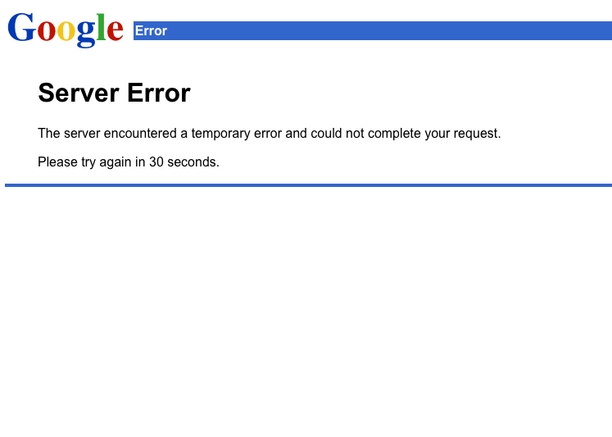 Google Error
Server Error
The server encountered a temporary error and could not complete your request.
Please try again in 30 seconds.